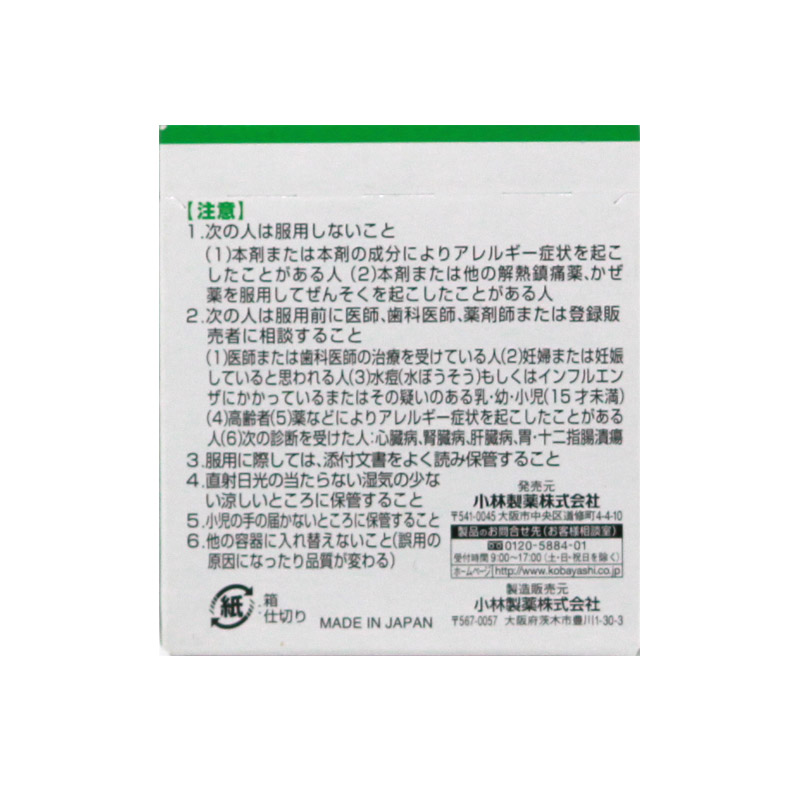 【注意】
1.次の人は服用しないこと
(1)本剤または本剤の成分によりアレルギー症状を起こ
したことがある人 (2)本剤または他の解熱鎮痛薬、かぜ
薬を服用してぜんそくを起こしたことがある人
2.次の人は服用前に医師、歯科医師、薬剤師または登録販
売者に相談すること
(1)医師または歯科医師の治療を受けている人(2)妊婦または妊娠
していると思われる人(3)水痘(水ぼうそう)もしくはインフルエン
ザにかかっているまたはその疑いのある乳・幼・小児(15才未満)
(4)高齢者(5)薬などによりアレルギー症状を起こしたことがある
人(6)次の診断を受けた人:心臓病、腎臓病、肝臓病、胃・十二指腸潰瘍
3.服用に際しては、添付文書をよく読み保管すること
4.直射日光の当たらない湿気の少な
い涼しいところに保管すること
5.小児の手の届かないところに保管すること
6.他の容器に入れ替えないこと(誤用の
原因になったり品質が変わる)
発売元
小林製薬株式会社
〒541-0045 大阪市中央区道修町4-4-10
製品のお問合せ先(お客様相談室)
0120-5884-01
受付時間 9:00〜17:00 (土・日・祝日を除く)
ホームページ http://www.kobayashi.co.jp
製造販売元
小林製薬株式会社
〒567-0057 大阪府茨木市豊川1-30-3
紙
:箱
仕切り
MADE IN JAPAN